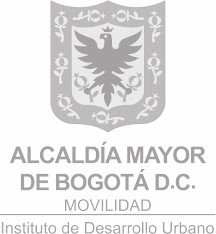 ALCALDÍA MAYOR
DE BOGOTÁ D.C.
MOVILIDAD
Instituto de Desarrollo Urbano